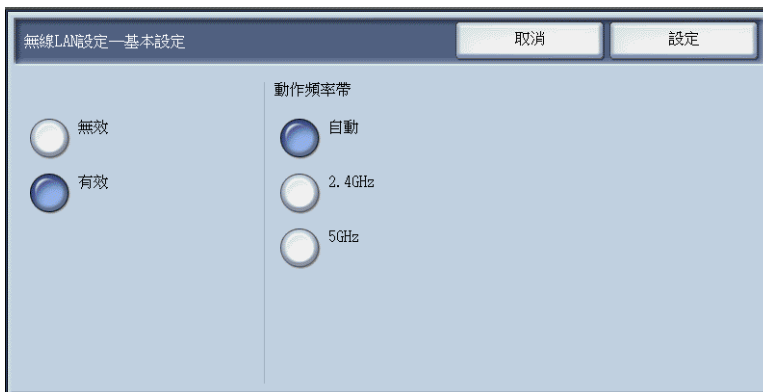 無線LAN設定—基本設定
取消
設定
動作頻率帶
無效
有效
自動
2.4GHz
5GHz